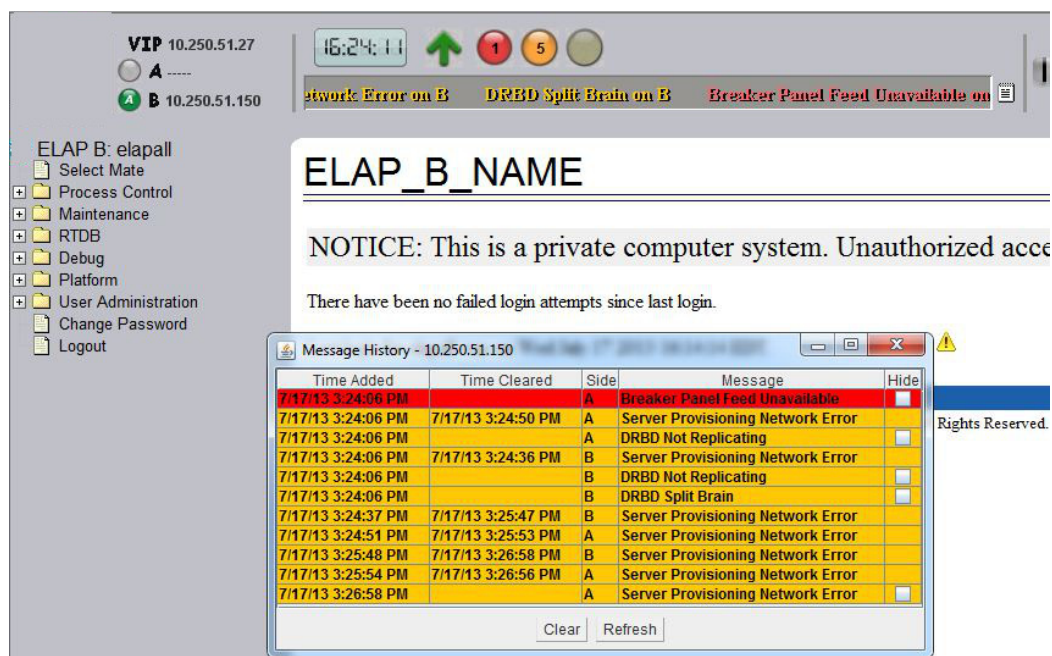 VIP 10.250.51.27
A -----
A B 10.250.51.150
16:24:11
1 5
etwork Error on B DRBD Split Brain on B Breaker Panel Feed Unavailable on
ELAP B: elapall
Select Mate
Process Control
Maintenance
RTDB
Debug
Platform
User Administration
Change Password
Logout
ELAP_B_NAME
NOTICE: This is a private computer system. Unauthorized acce
There have been no failed login attempts since last login.
Message History - 10.250.51.150
Time Added Time Cleared Side Message Hide
7/17/13 3:24:06 PM A Breaker Panel Feed Unavailable
7/17/13 3:24:06 PM 7/17/13 3:24:50 PM A Server Provisioning Network Error
7/17/13 3:24:06 PM A DRBD Not Replicating
7/17/13 3:24:06 PM 7/17/13 3:24:36 PM B Server Provisioning Network Error
7/17/13 3:24:06 PM B DRBD Not Replicating
7/17/13 3:24:06 PM B DRBD Split Brain
7/17/13 3:24:37 PM 7/17/13 3:25:47 PM B Server Provisioning Network Error
7/17/13 3:24:51 PM 7/17/13 3:25:53 PM A Server Provisioning Network Error
7/17/13 3:25:48 PM 7/17/13 3:26:58 PM B Server Provisioning Network Error
7/17/13 3:25:54 PM 7/17/13 3:26:56 PM A Server Provisioning Network Error
7/17/13 3:26:58 PM A Server Provisioning Network Error
Clear Refresh
Rights Reserved.